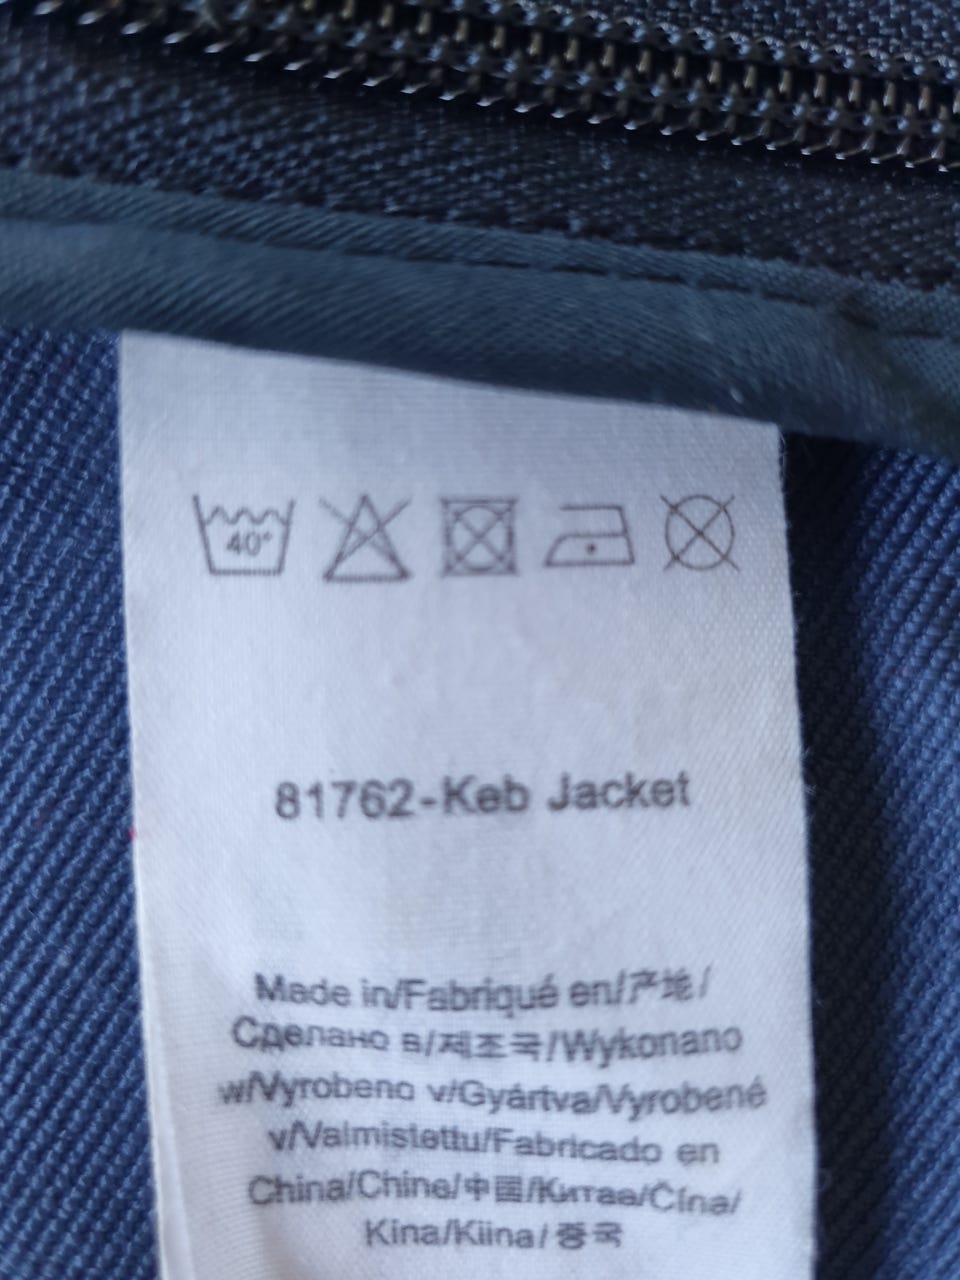 40°
81762-Keb Jacket
Made in/Fabriqué en/产地/
Сделано в/제조국/Wykonano
w/Vyrobeno v/Gyártva/Vyrobené
v/Valmistettu/Fabricado en
China/Chine/中国/Китае/Čína/
Kina/Kiina/중국